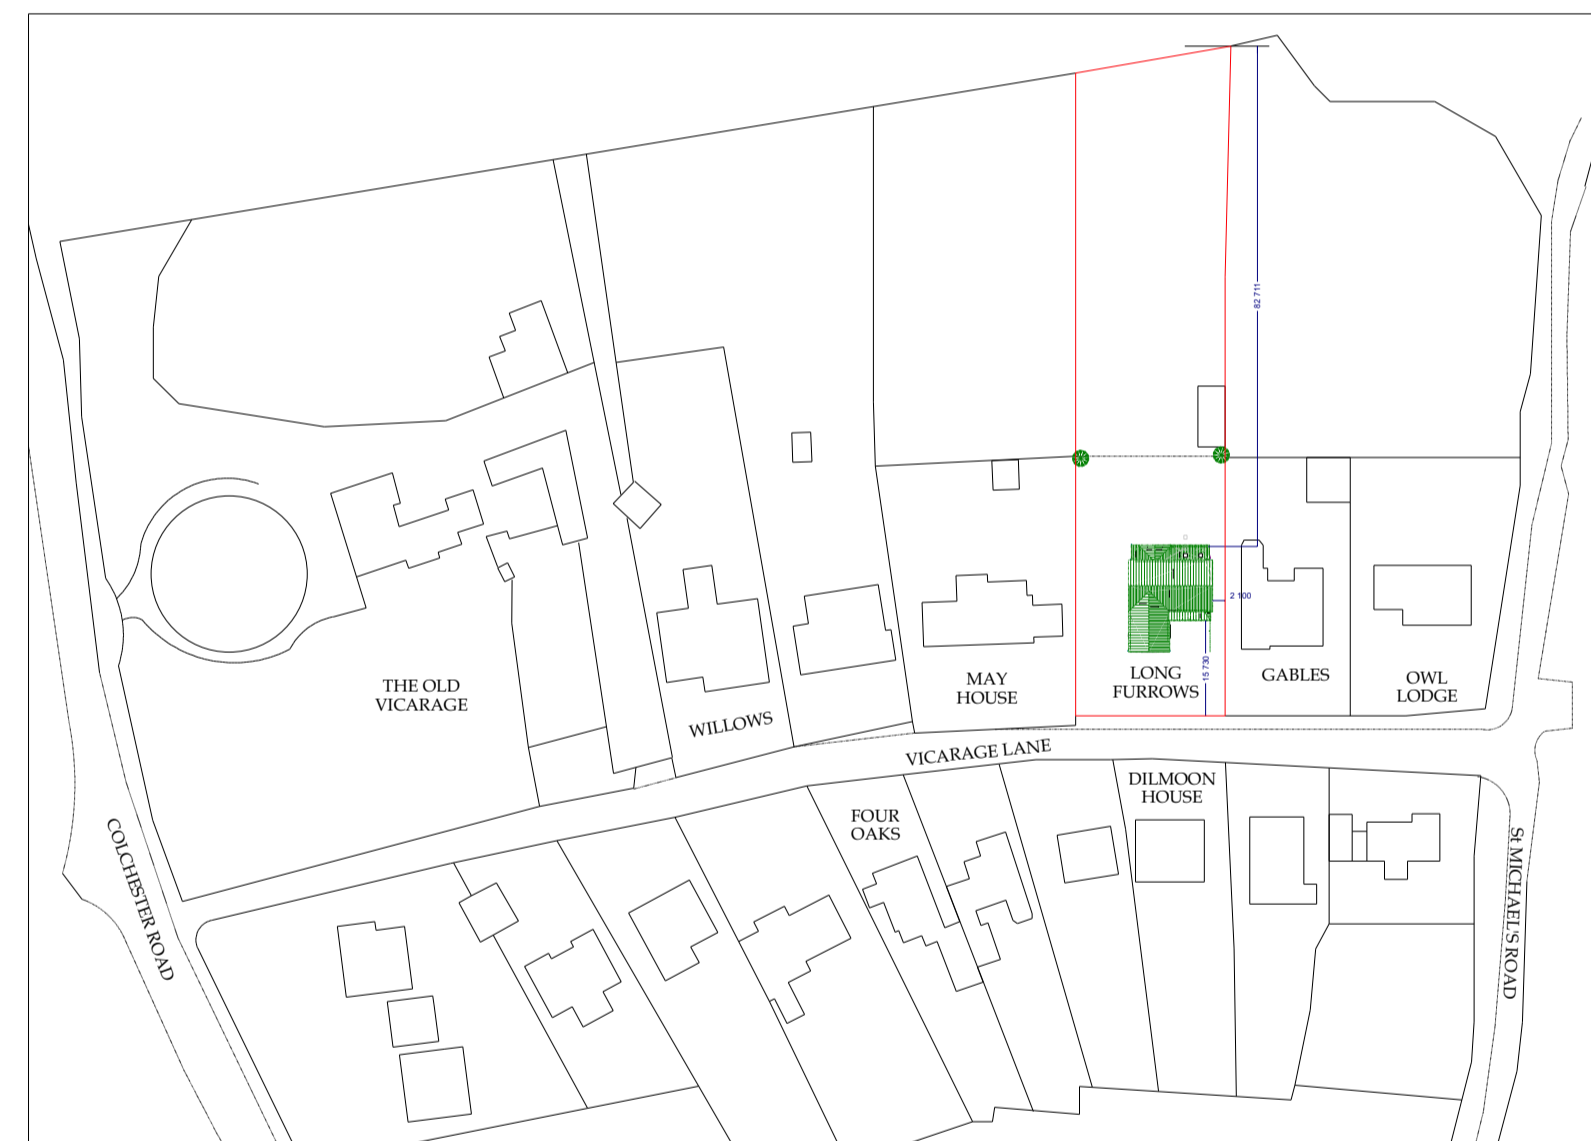 82 711
2 100
15 730
THE OLD
VICARAGE
WILLOWS
MAY
HOUSE
LONG
FURROWS
GABLES
OWL
LODGE
VICARAGE LANE
DILMOON
HOUSE
FOUR
OAKS
COLCHESTER ROAD
St MICHAEL'S ROAD